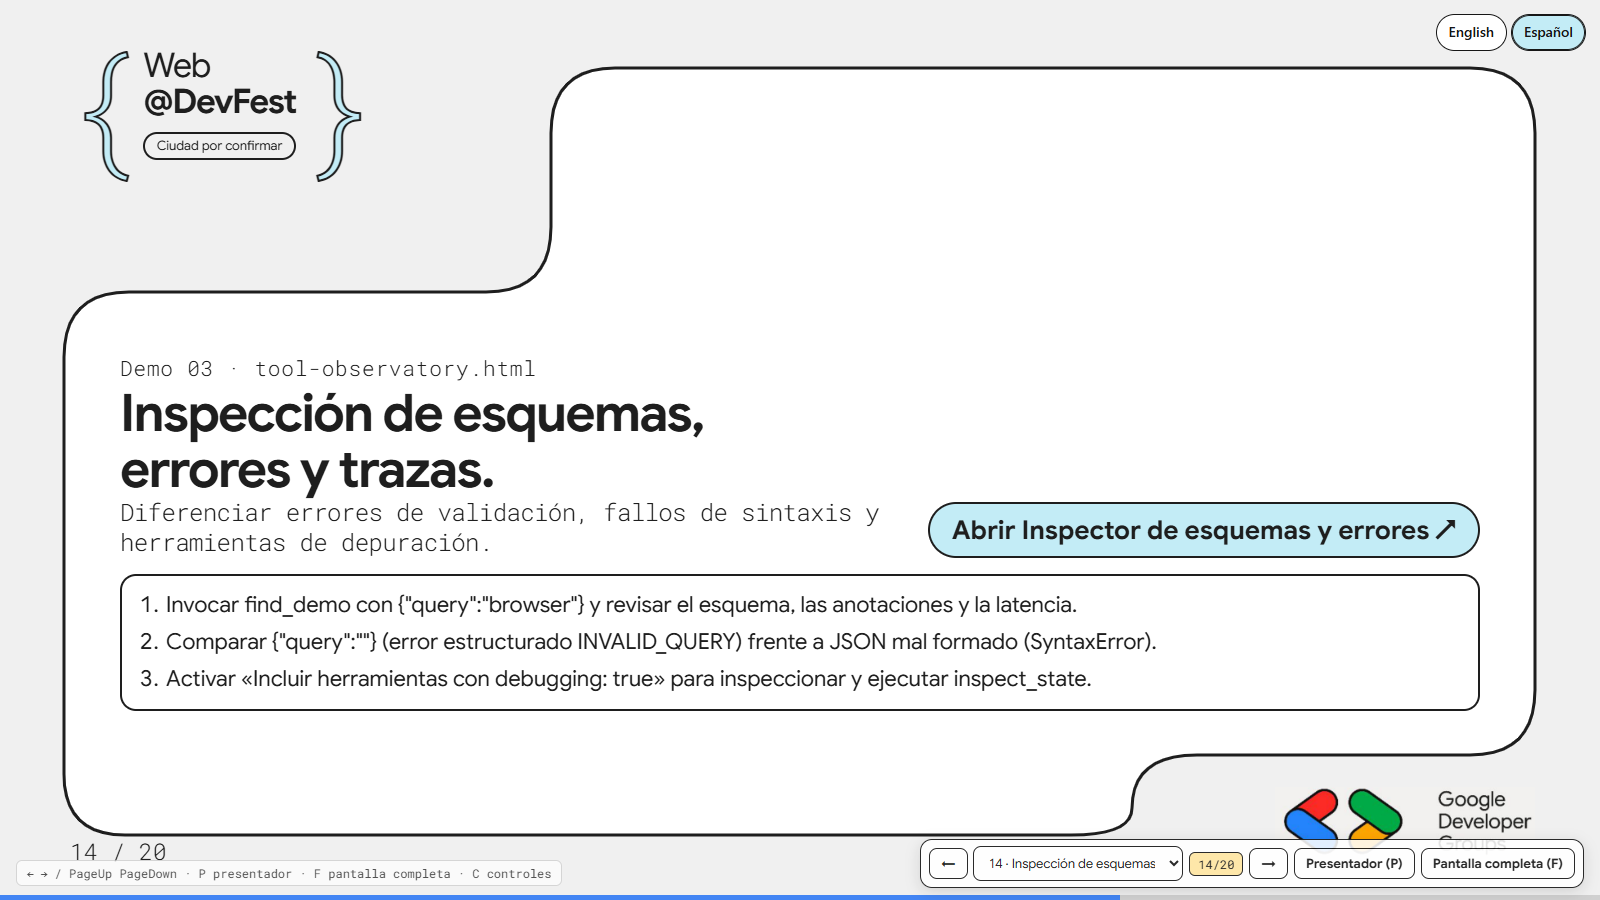 English
Español
Web
@DevFest
Ciudad por confirmar
Demo 03 · tool-observatory.html
Inspección de esquemas,
errores y trazas.
Diferenciar errores de validación, fallos de sintaxis y
herramientas de depuración.
Abrir Inspector de esquemas y errores ↗
1. Invocar find_demo con {"query":"browser"} y revisar el esquema, las anotaciones y la latencia.
2. Comparar {"query":""} (error estructurado INVALID_QUERY) frente a JSON mal formado (SyntaxError).
3. Activar «Incluir herramientas con debugging: true» para inspeccionar y ejecutar inspect_state.
Google
Developer
Groups
14 / 20
← → / PageUp PageDown · P presentador · F pantalla completa · C controles
←
14 · Inspección de esquemas
14/20
→
Presentador (P)
Pantalla completa (F)